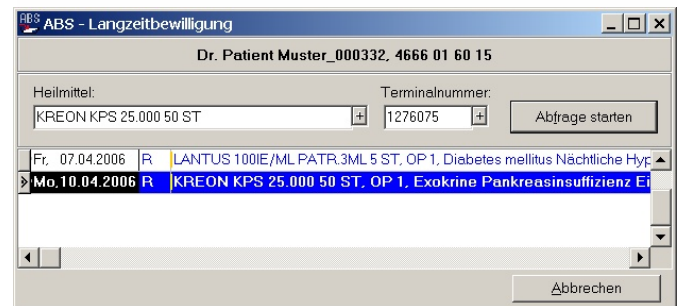 ABS ABS - Langzeitbewilligung
Dr. Patient Muster_000332, 4666 01 60 15
Heilmittel: Terminalnummer:
KREON KPS 25.000 50 ST + 1276075 + Abfrage starten
Fr, 07.04.2006 R LANTUS 100IE/ML PATR.3ML 5 ST, OP 1, Diabetes mellitus Nächtliche Hyp
Mo,10.04.2006 R KREON KPS 25.000 50 ST, OP 1, Exokrine Pankreasinsuffizienz Ei
Abbrechen